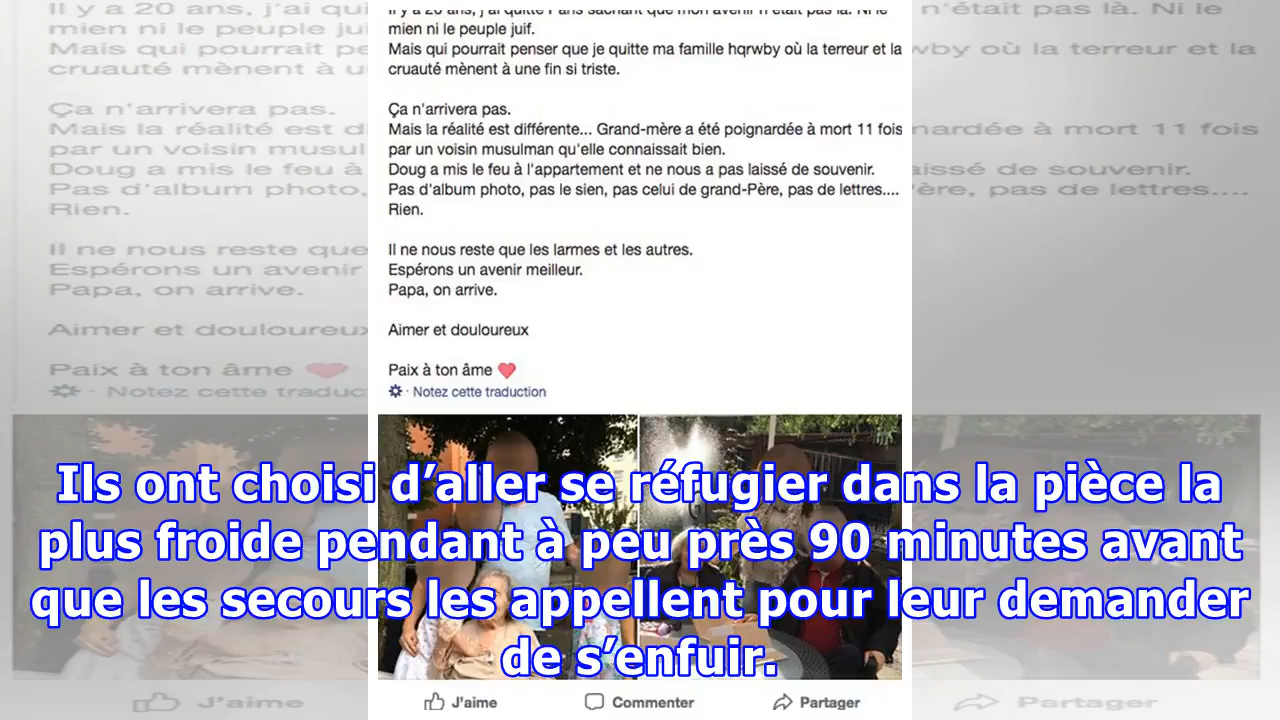 mien ni le peuple juif.
Mais qui pourrait penser que je quitte ma famille hqrwby où la terreur et la
cruauté mènent à une fin si triste.
Ça n'arrivera pas.
Mais la réalité est différente... Grand-mère a été poignardée à mort 11 fois
par un voisin musulman qu'elle connaissait bien.
Doug a mis le feu à l'appartement et ne nous a pas laissé de souvenir.
Pas d'album photo, pas le sien, pas celui de grand-Père, pas de lettres....
Rien.
Il ne nous reste que les larmes et les autres.
Espérons un avenir meilleur.
Papa, on arrive.
Aimer et douloureux
Paix à ton âme ❤
· Notez cette traduction
Ils ont choisi d’aller se réfugier dans la pièce la
plus froide pendant à peu près 90 minutes avant
que les secours les appellent pour leur demander
de s’enfuir.
J’aime Commenter Partager